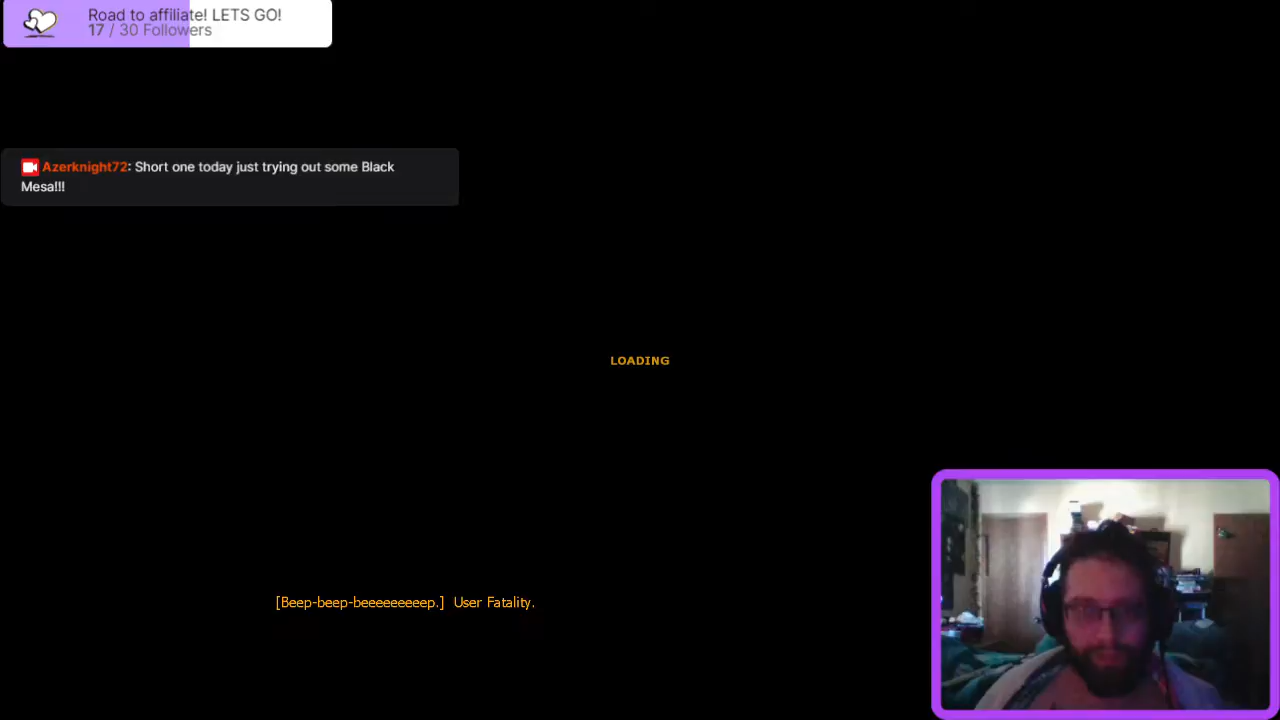 Road to affiliate! LETS GO!
17 / 30 Followers
Azerknight72: Short one today just trying out some Black
Mesa!!!
LOADING
[Beep-beep-beeeeeeeeep.]  User Fatality.